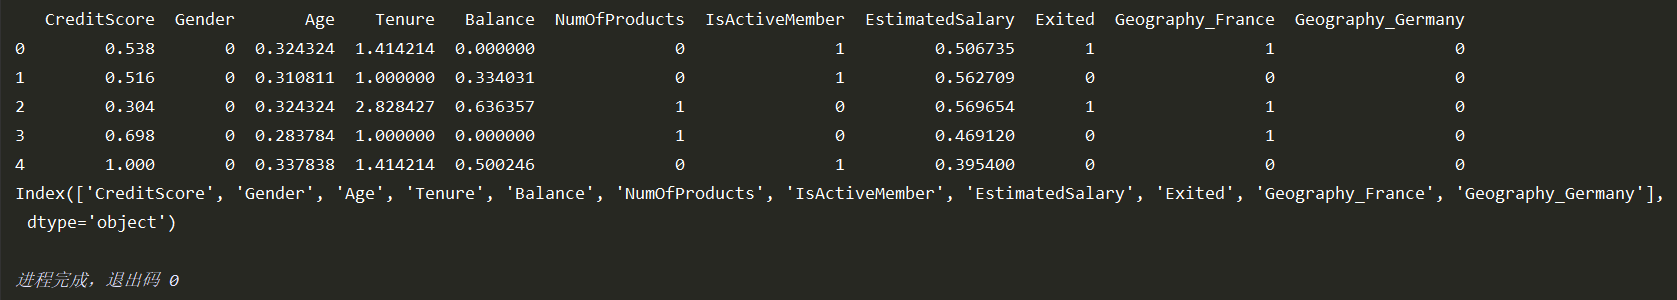 CreditScore Gender Age Tenure Balance NumOfProducts IsActiveMember EstimatedSalary Exited Geography_France Geography_Germany
0 0.538 0 0.324324 1.414214 0.000000 0 1 0.506735 1 1 0
1 0.516 0 0.310811 1.000000 0.334031 0 1 0.562709 0 0 0
2 0.304 0 0.324324 2.828427 0.636357 1 0 0.569654 1 1 0
3 0.698 0 0.283784 1.000000 0.000000 1 0 0.469120 0 1 0
4 1.000 0 0.337838 1.414214 0.500246 0 1 0.395400 0 0 0
Index(['CreditScore', 'Gender', 'Age', 'Tenure', 'Balance', 'NumOfProducts', 'IsActiveMember', 'EstimatedSalary', 'Exited', 'Geography_France', 'Geography_Germany'],
dtype='object')
进程完成，退出码 0